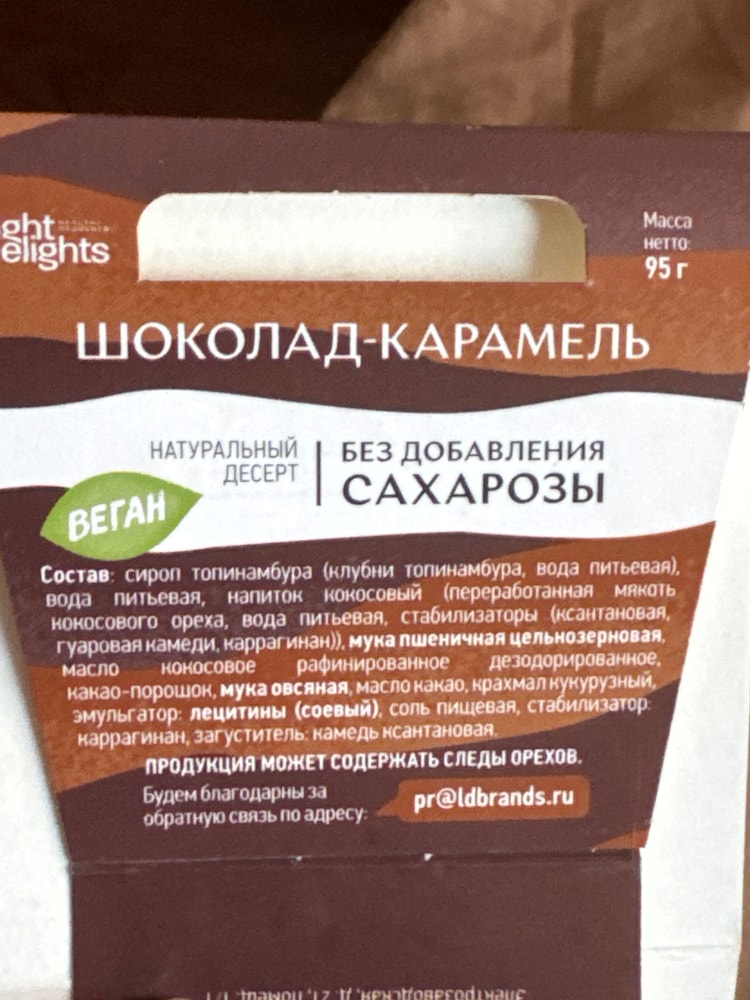 ght
elights
Масса
нетто:
95 г
ШОКОЛАД-КАРАМЕЛЬ
НАТУРАЛЬНЫЙ
ДЕСЕРТ
БЕЗ ДОБАВЛЕНИЯ
САХАРОЗЫ
ВЕГАН
Состав: сироп топинамбура (клубни топинамбура, вода питьевая),
вода питьевая, напиток кокосовый (переработанная мякоть
кокосового ореха, вода питьевая, стабилизаторы (ксантановая,
гуаровая камеди, каррагинан)), мука пшеничная цельнозерновая,
масло кокосовое рафинированное дезодорированное,
какао-порошок, мука овсяная, масло какао, крахмал кукурузный,
эмульгатор: лецитины (соевый), соль пищевая, стабилизатор:
каррагинан, загуститель: камедь ксантановая.
ПРОДУКЦИЯ МОЖЕТ СОДЕРЖАТЬ СЛЕДЫ ОРЕХОВ.
Будем благодарны за
обратную связь по адресу:
pr@ldbrands.ru